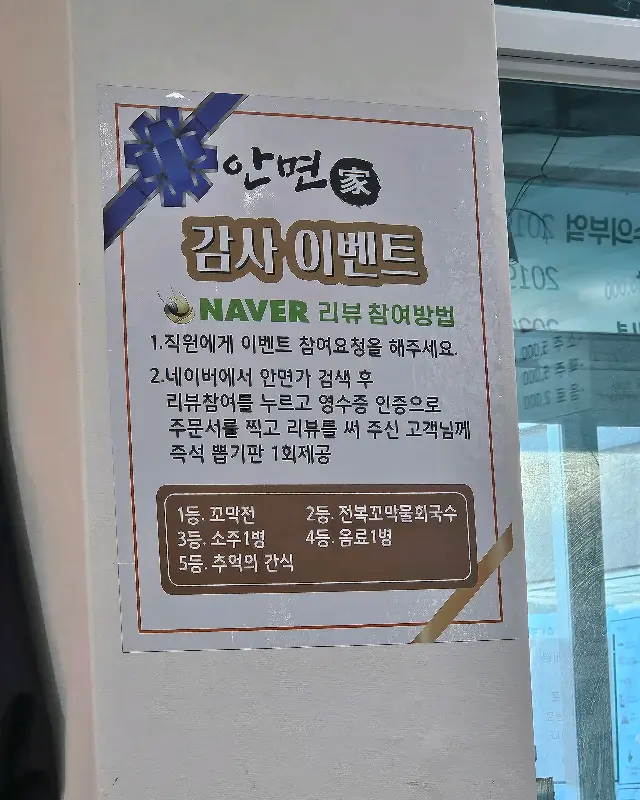 안면家
감사 이벤트
NAVER 리뷰 참여방법
1.직원에게 이벤트 참여요청을 해주세요.
2.네이버에서 안면가 검색 후
리뷰참여를 누르고 영수증 인증으로
주문서를 찍고 리뷰를 써 주신 고객님께
즉석 뽑기판 1회제공
1등. 꼬막전 2등. 전복꼬막물회국수
3등. 소주1병 4등. 음료1병
5등. 추억의 간식